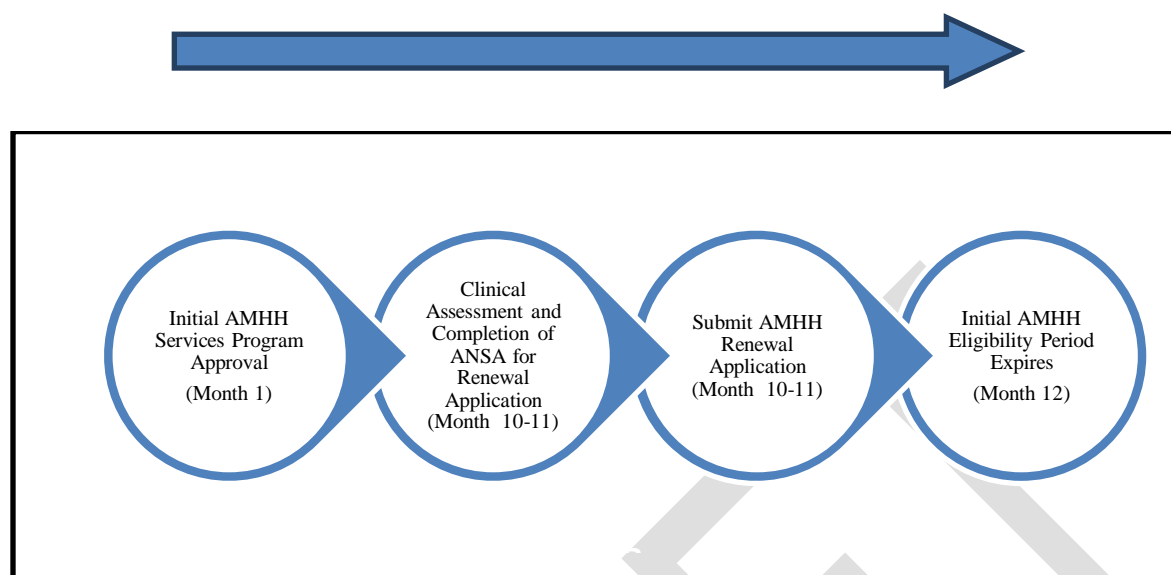 Initial AMHH
Services Program
Approval
(Month 1)
Clinical
Assessment and
Completion of
ANSA for
Renewal
Application
(Month 10-11)
Submit AMHH
Renewal
Application
(Month 10-11)
Initial AMHH
Eligibility Period
Expires
(Month 12)